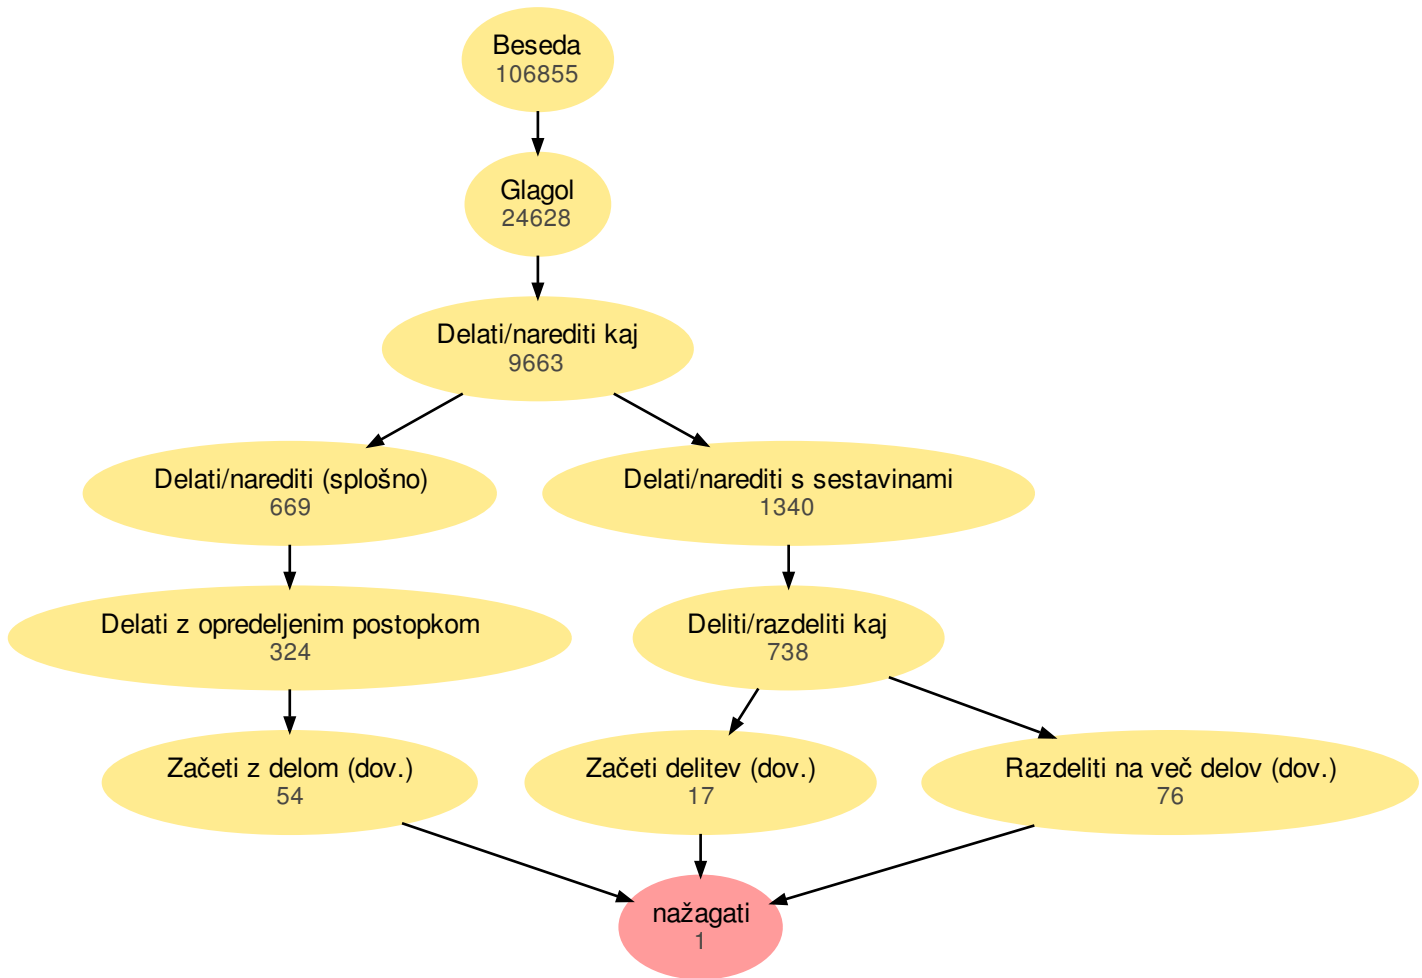 Beseda
106855
Glagol
24628
Delati/narediti kaj
9663
Delati/narediti (splošno)
669
Delati/narediti s sestavinami
1340
Delati z opredeljenim postopkom
324
Deliti/razdeliti kaj
738
Začeti z delom (dov.)
54
Začeti delitev (dov.)
17
Razdeliti na več delov (dov.)
76
nažagati
1